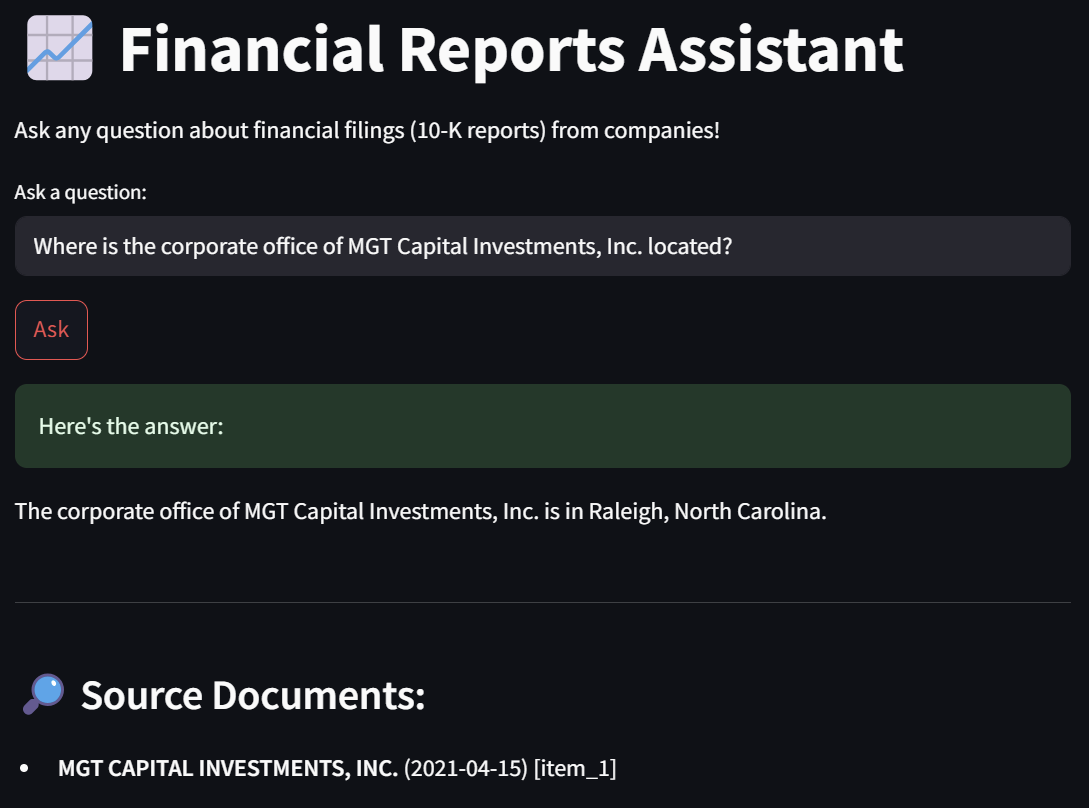 Financial Reports Assistant
Ask any question about financial filings (10-K reports) from companies!
Ask a question:
Where is the corporate office of MGT Capital Investments, Inc. located?
Ask
Here's the answer:
The corporate office of MGT Capital Investments, Inc. is in Raleigh, North Carolina.
Source Documents:
• MGT CAPITAL INVESTMENTS, INC. (2021-04-15) [item_1]